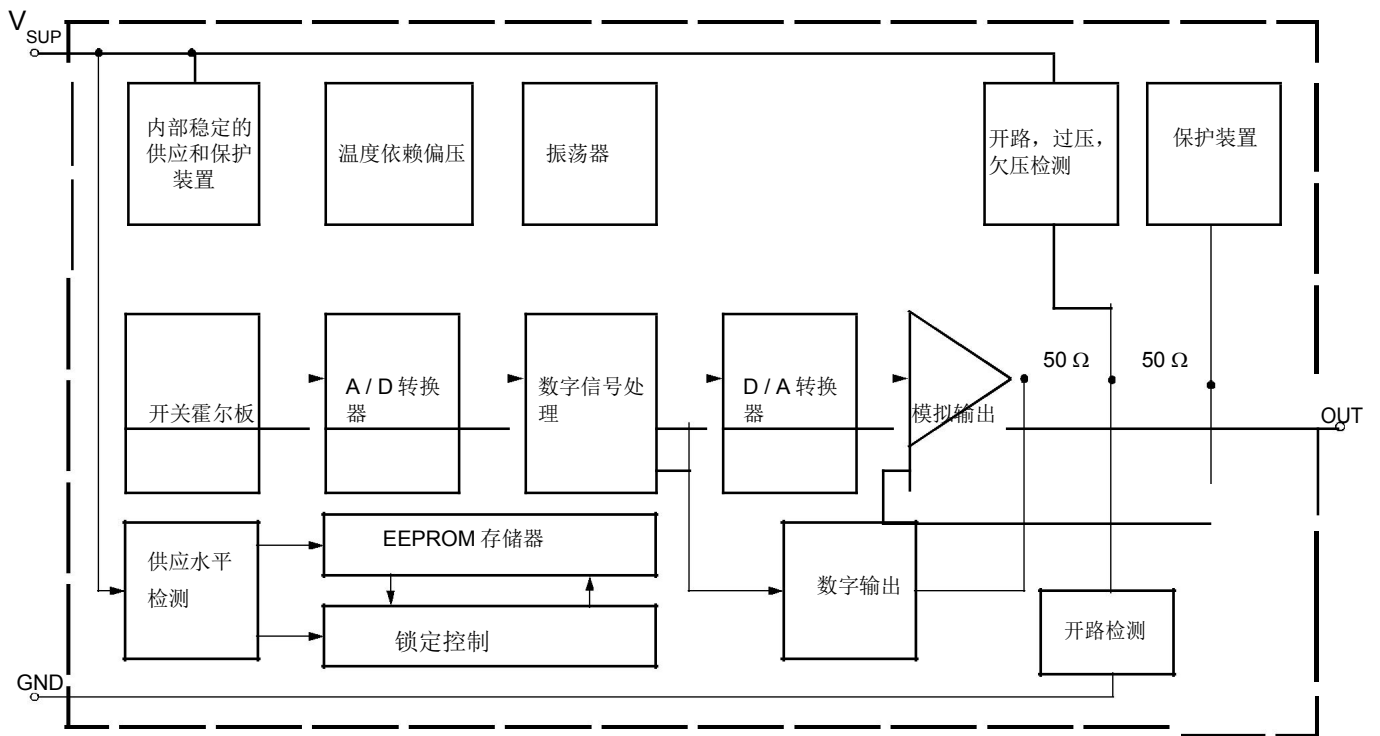 V
SUP
内部稳定的
供应和保护
装置
温度依赖偏压
振荡器
开路，过压，
欠压检测
保护装置
50 Ω
50 Ω
开关霍尔板
A / D 转换
器
数字信号处
理
D / A 转换
器
模拟输出
OUT
供应水平
检测
EEPROM 存储器
锁定控制
数字输出
开路检测
GND